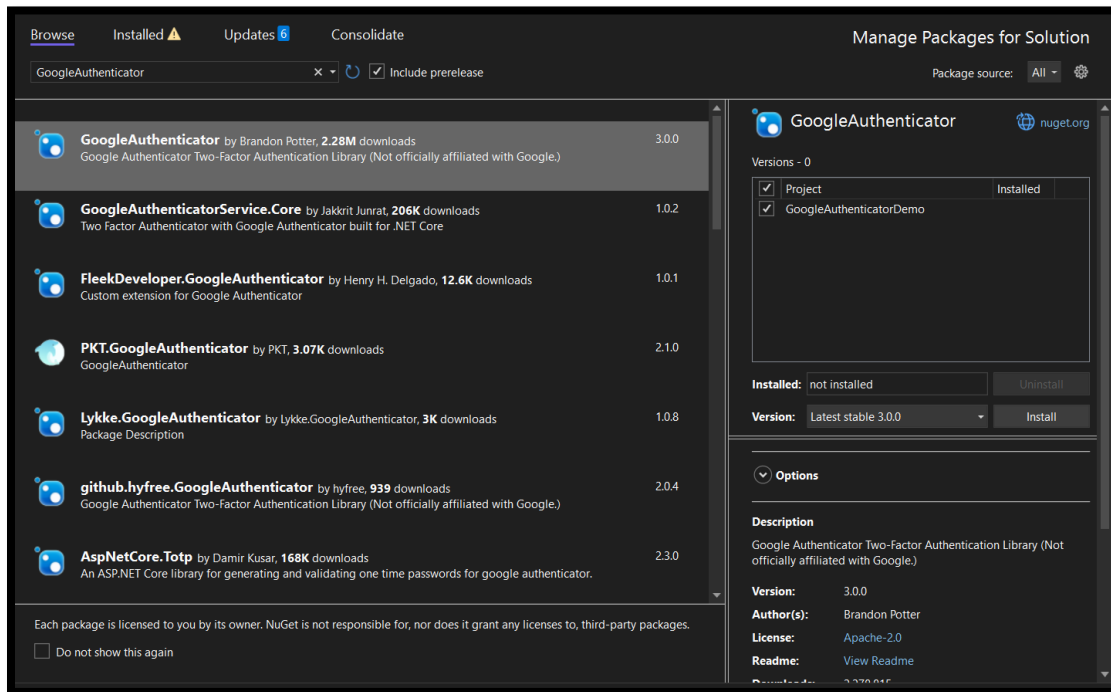 Browse Installed Updates 6 Consolidate Manage Packages for Solution
GoogleAuthenticator Include prerelease Package source: All
GoogleAuthenticator by Brandon Potter, 2.28M downloads 3.0.0
Google Authenticator Two-Factor Authentication Library (Not officially affiliated with Google.)
GoogleAuthenticatorService.Core by Jakkrit Junrat, 206K downloads 1.0.2
Two Factor Authenticator with Google Authenticator built for .NET Core
FleekDeveloper.GoogleAuthenticator by Henry H. Delgado, 12.6K downloads 1.0.1
Custom extension for Google Authenticator
PKT.GoogleAuthenticator by PKT, 3.07K downloads 2.1.0
GoogleAuthenticator
Lykke.GoogleAuthenticator by Lykke.GoogleAuthenticator, 3K downloads 1.0.8
Package Description
github.hyfree.GoogleAuthenticator by hyfree, 939 downloads 2.0.4
Google Authenticator Two-Factor Authentication Library (Not officially affiliated with Google.)
AspNetCore.Totp by Damir Kusar, 168K downloads 2.3.0
An ASP.NET Core library for generating and validating one time passwords for google authenticator.
Each package is licensed to you by its owner. NuGet is not responsible for, nor does it grant any licenses to, third-party packages.
Do not show this again
GoogleAuthenticator nuget.org
Versions - 0
Project Installed
GoogleAuthenticatorDemo
Installed: not installed Uninstall
Version: Latest stable 3.0.0 Install
Options
Description
Google Authenticator Two-Factor Authentication Library (Not
officially affiliated with Google.)
Version: 3.0.0
Author(s): Brandon Potter
License: Apache-2.0
Readme: View Readme